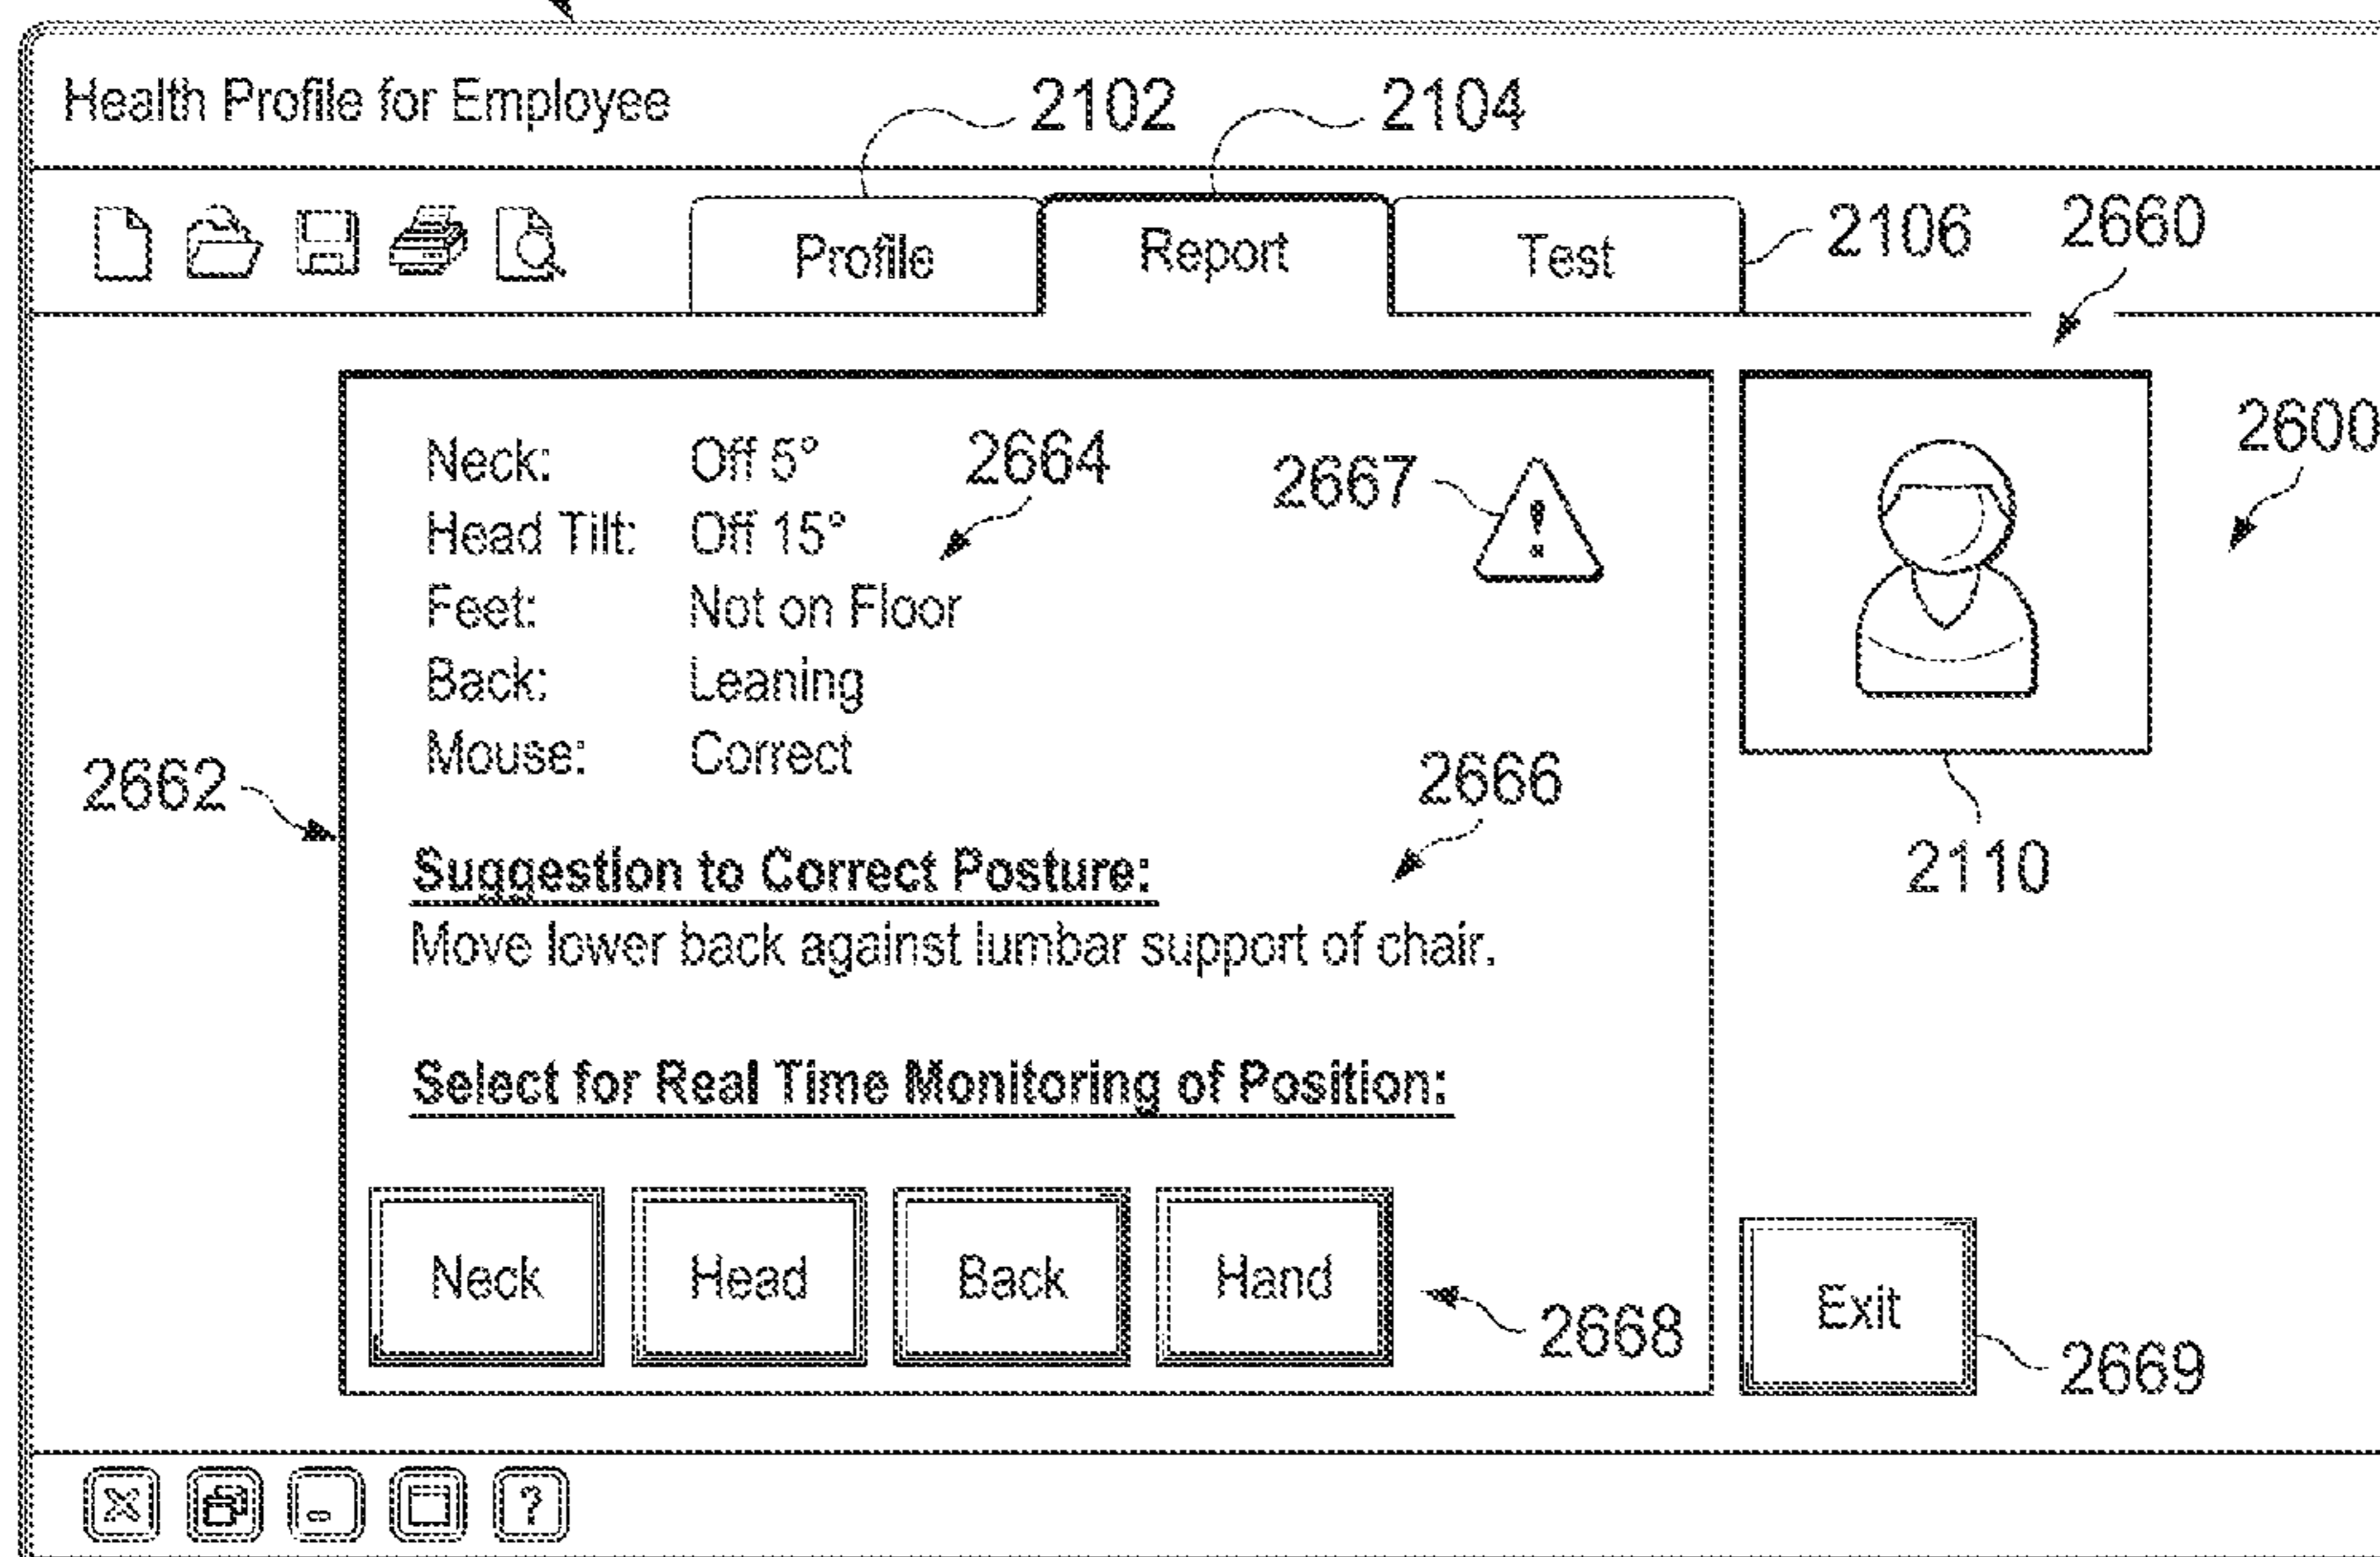 Health Profile for Employee
2102
2104
Profile
Report
Test
2106
2660
2600
Neck: Off 5°
2664
2667
!
Head Tilt: Off 15°
Feet: Not on Floor
Back: Leaning
Mouse: Correct
2662
2666
2110
Suggestion to Correct Posture:
Move lower back against lumbar support of chair.
Select for Real Time Monitoring of Position:
Neck
Head
Back
Hand
2668
Exit
2669
?